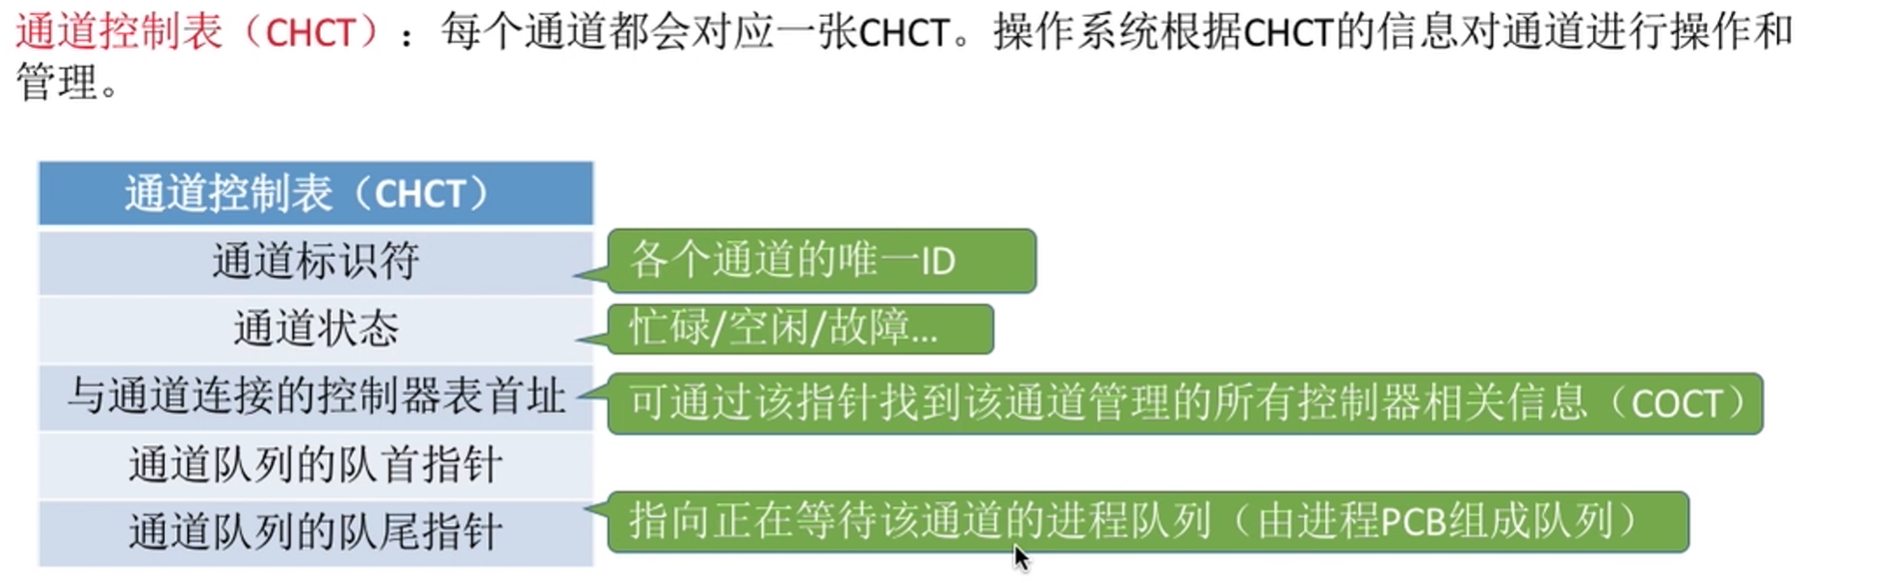 通道控制表（CHCT）：每个通道都会对应一张CHCT。操作系统根据CHCT的信息对通道进行操作和
管理。
通道控制表（CHCT）
通道标识符
各个通道的唯一ID
通道状态
忙碌/空闲/故障...
与通道连接的控制器表首址
可通过该指针找到该通道管理的所有控制器相关信息（COCT）
通道队列的队首指针
通道队列的队尾指针
指向正在等待该通道的进程队列（由进程PCB组成队列）